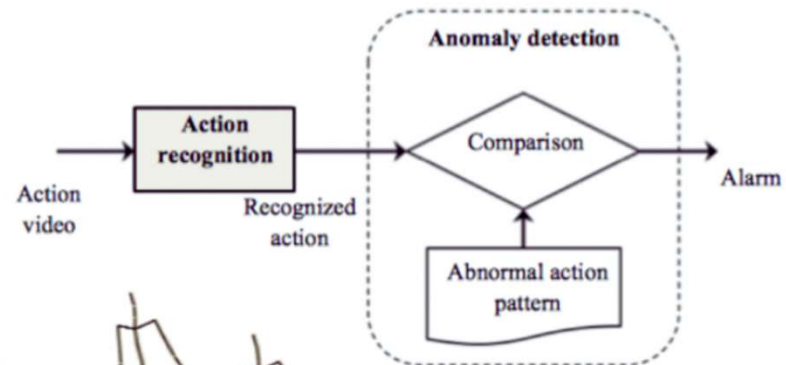 Anomaly detection
Action
recognition
Comparison
Action
video
Recognized
action
Alarm
Abnormal action
pattern